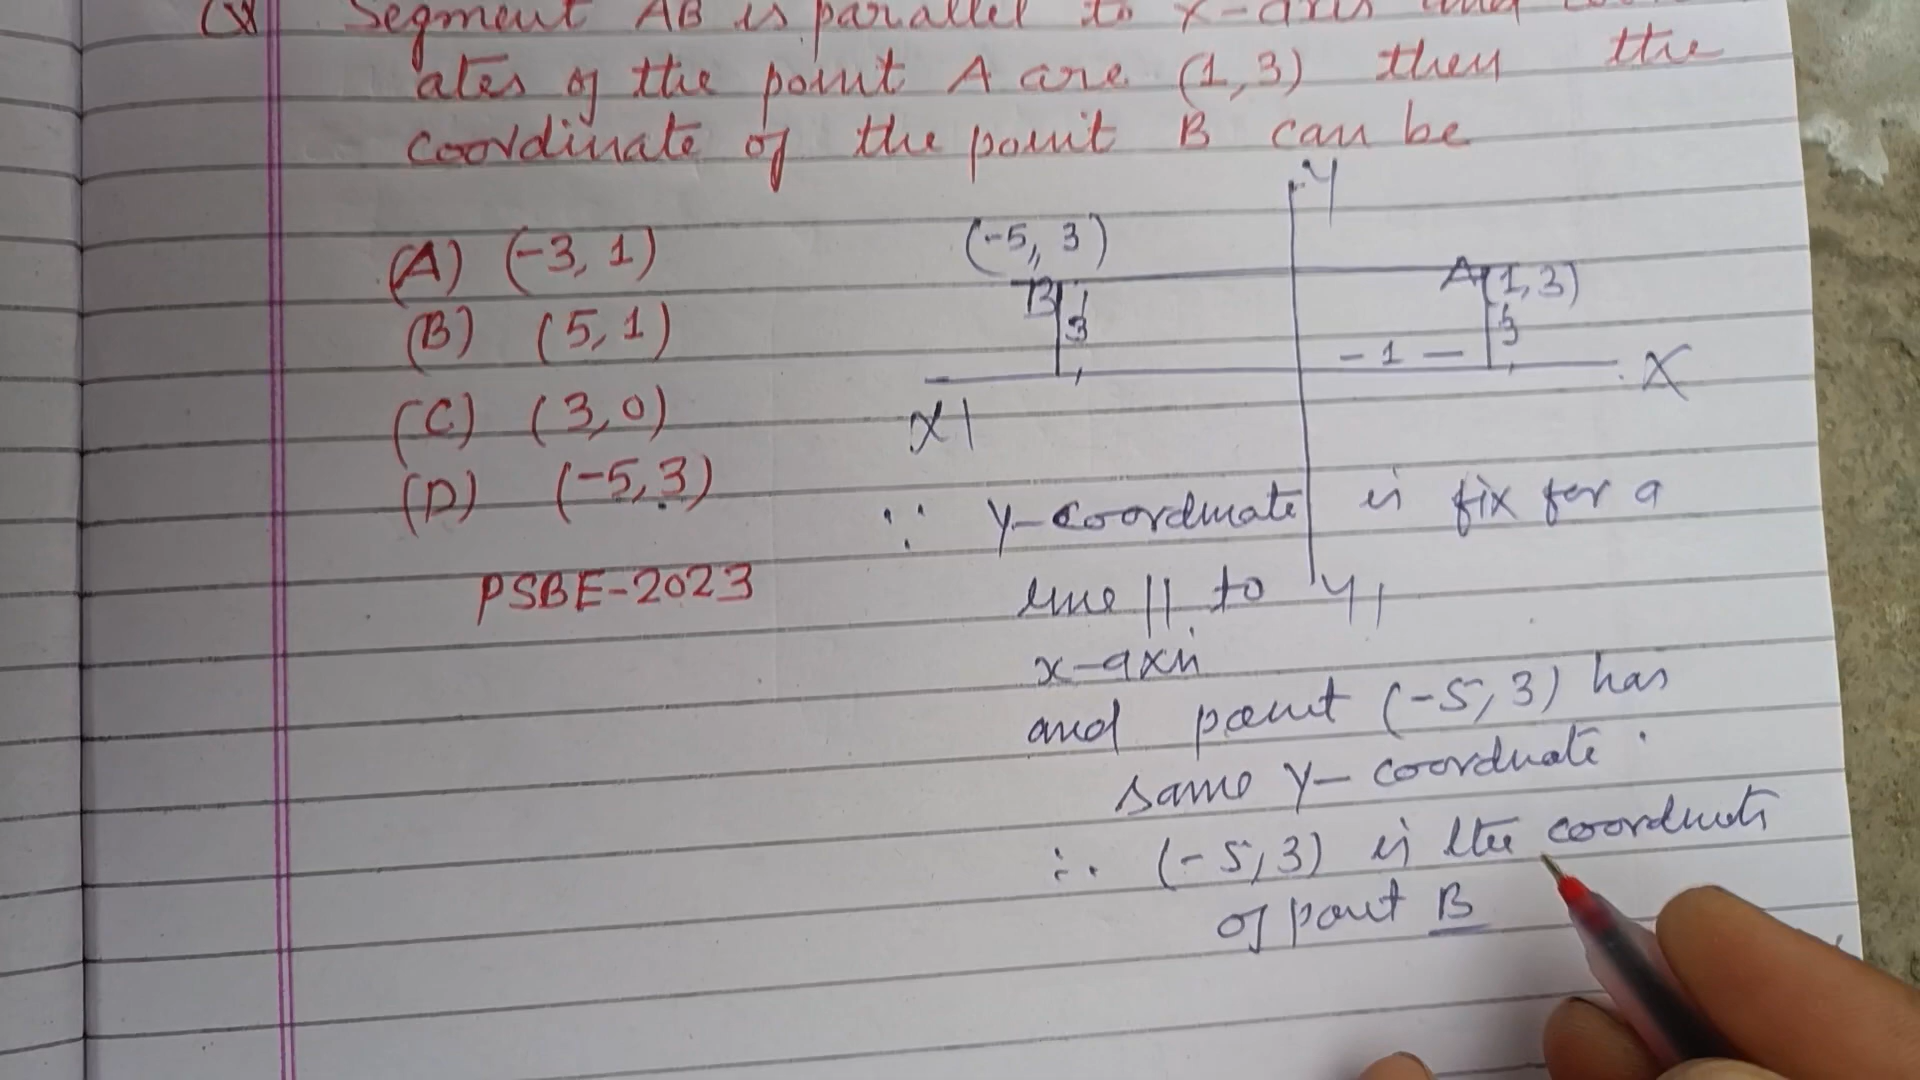 Segment AB is parallel to x-axis and
ates of the point A are (1,3) then the
coordinate of the point B can be
Y
(A) (-3, 1)
(-5, 3)
A(1,3)
B
3
3
(B) (5, 1)
- 1 -
X
(C) (3, 0)
X1
(D) (-5, 3)
∵ Y-coordinate is fix for a
PSBE-2023
line || to
Y1
x-axis
and point (-5, 3) has
same Y- coordinate.
∴ (-5, 3) is the coordinate
of point B